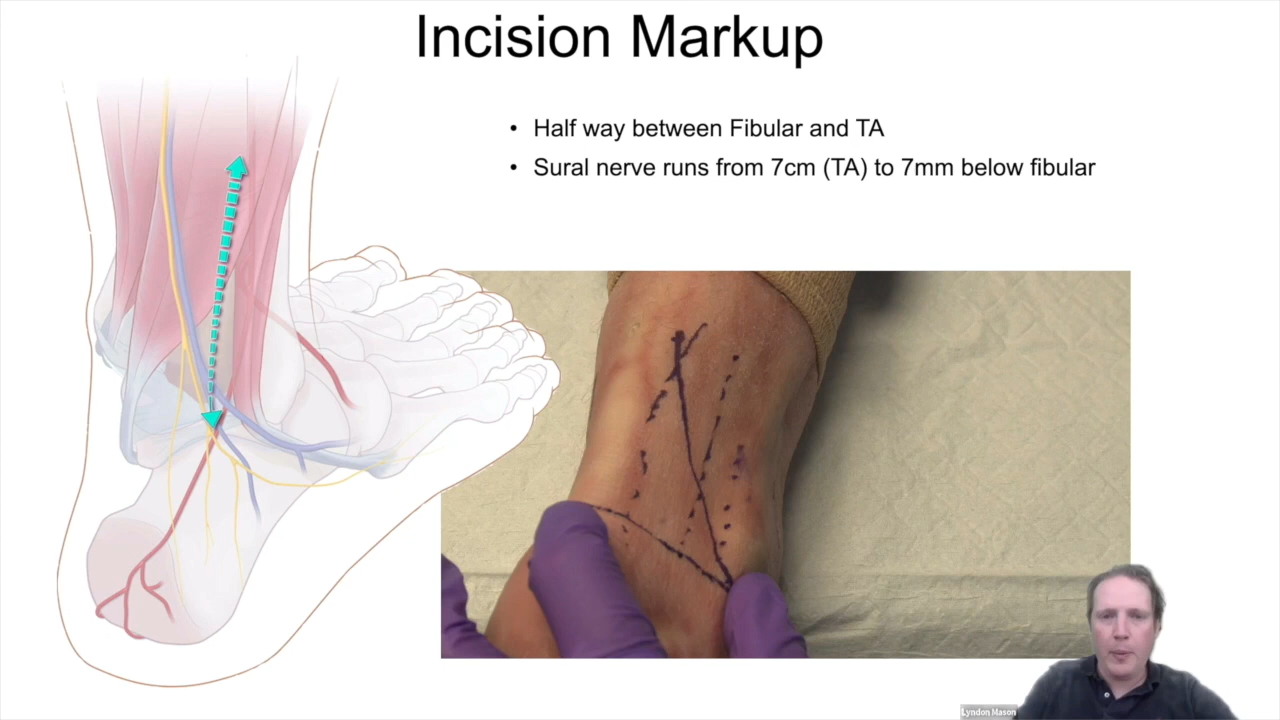 Incision Markup
• Half way between Fibular and TA
• Sural nerve runs from 7cm (TA) to 7mm below fibular
Lyndon Mason